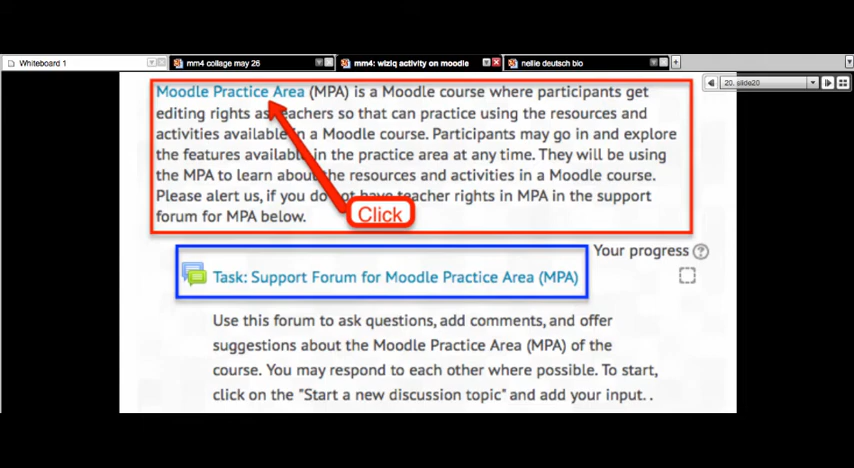 Whiteboard 1
mm4 collage may 26
mm4: wiziq activity on moodle
nellie deutsch bio
20. silde20
Moodle Practice Area (MPA) is a Moodle course where participants get
editing rights as teachers so that can practice using the resources and
activities available in a Moodle course. Participants may go in and explore
the features available in the practice area at any time. They will be using
the MPA to learn about the resources and activities in a Moodle course.
Please alert us, if you do not have teacher rights in MPA in the support
forum for MPA below.
Click
Your progress ?
Task: Support Forum for Moodle Practice Area (MPA)
Use this forum to ask questions, add comments, and offer
suggestions about the Moodle Practice Area (MPA) of the
course. You may respond to each other where possible. To start,
click on the "Start a new discussion topic" and add your input. .